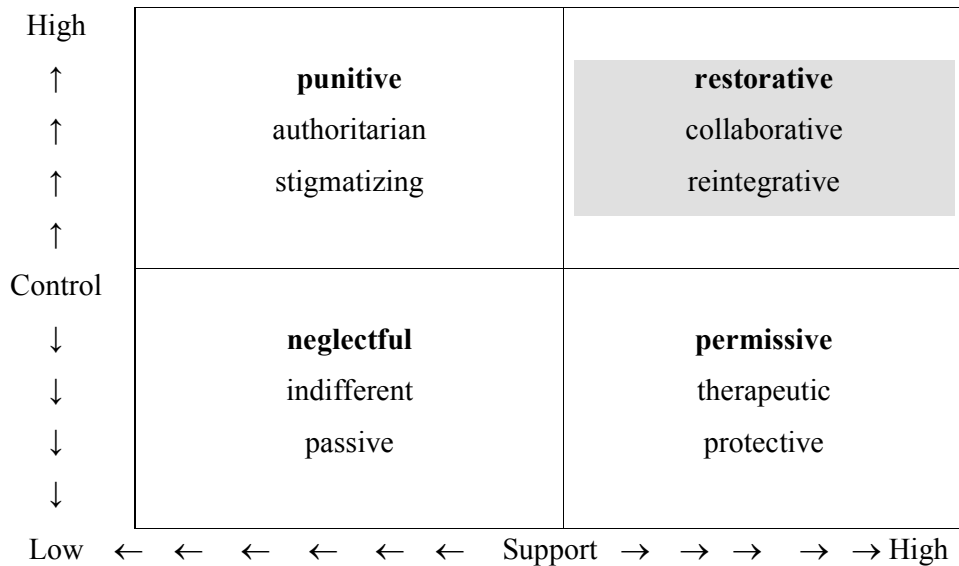 High
↑ punitive restorative
↑ authoritarian collaborative
↑ stigmatizing reintegrative
↑
Control
↓ neglectful permissive
↓ indifferent therapeutic
↓ passive protective
↓
Low ← ← ← ← ← ← Support → → → → → High